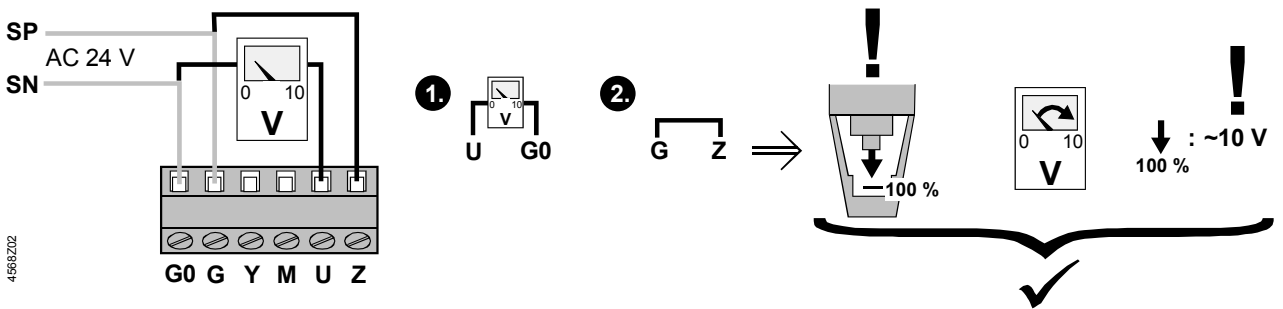 SP
AC 24 V
SN
0 10
V
G0 G Y M U Z
4568Z02
1.
0 10
V
U G0
2.
G Z
!
100 %
0 10
V
!
100 %
: ~10 V